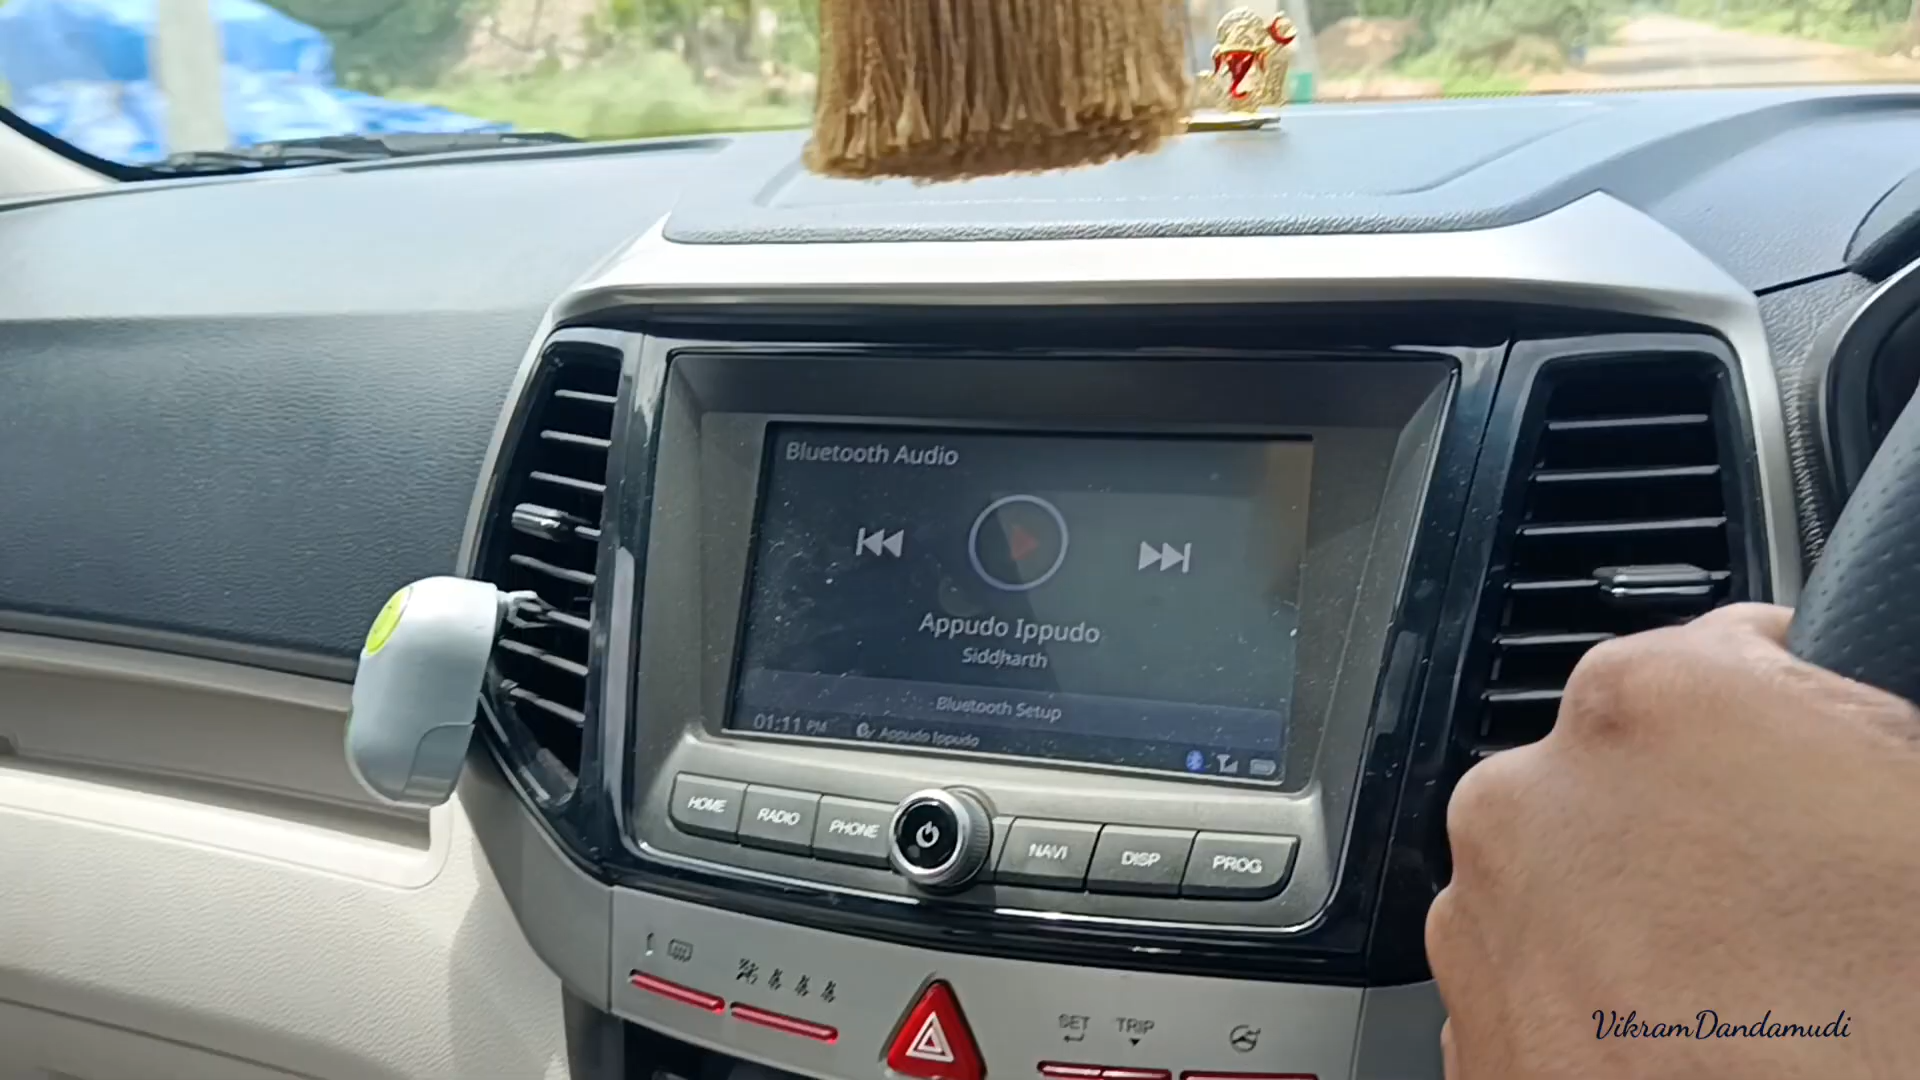 Bluetooth Audio
Appudo Ippudo
Siddharth
Bluetooth Setup
01:11 PM
Appudo Ippudo
HOME
RADIO
PHONE
NAVI
DISP
PROG
SET
TRIP
VikramDandamudi